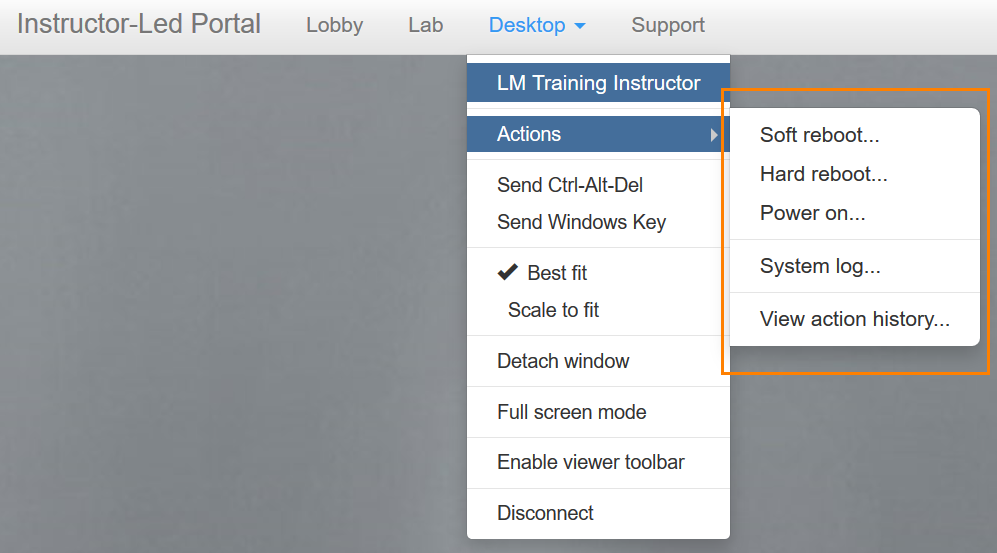 Instructor-Led Portal Lobby Lab Desktop Support
LM Training Instructor
Actions
Send Ctrl-Alt-Del
Send Windows Key
Best fit
Scale to fit
Detach window
Full screen mode
Enable viewer toolbar
Disconnect
Soft reboot...
Hard reboot...
Power on...
System log...
View action history...